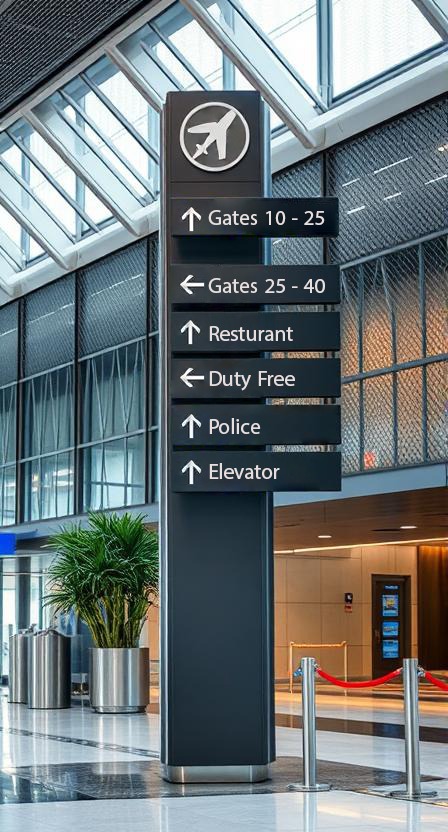 ↑ Gates 10 - 25
← Gates 25 - 40
↑ Resturant
← Duty Free
↑ Police
↑ Elevator